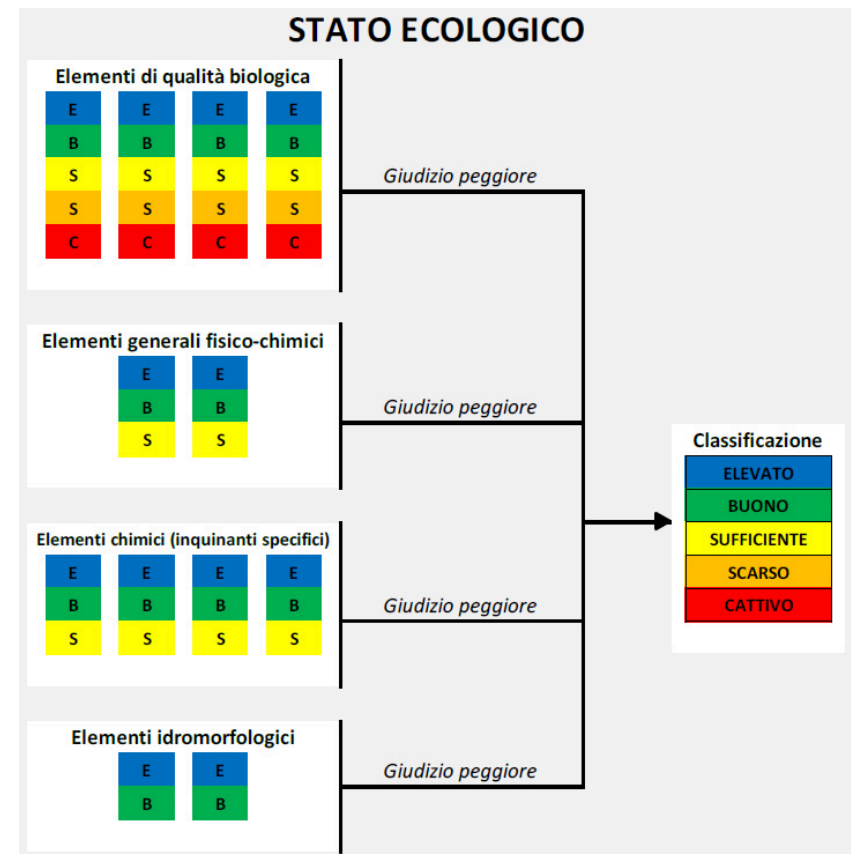 STATO ECOLOGICO
Elementi di qualità biologica
E E E E
B B B B
S S S S
S S S S
C C C C
Giudizio peggiore
Elementi generali fisico-chimici
E E
B B
S S
Giudizio peggiore
Elementi chimici (inquinanti specifici)
E E E E
B B B B
S S S S
Giudizio peggiore
Elementi idromorfologici
E E
B B
Giudizio peggiore
Classificazione
ELEVATO
BUONO
SUFFICIENTE
SCARSO
CATTIVO